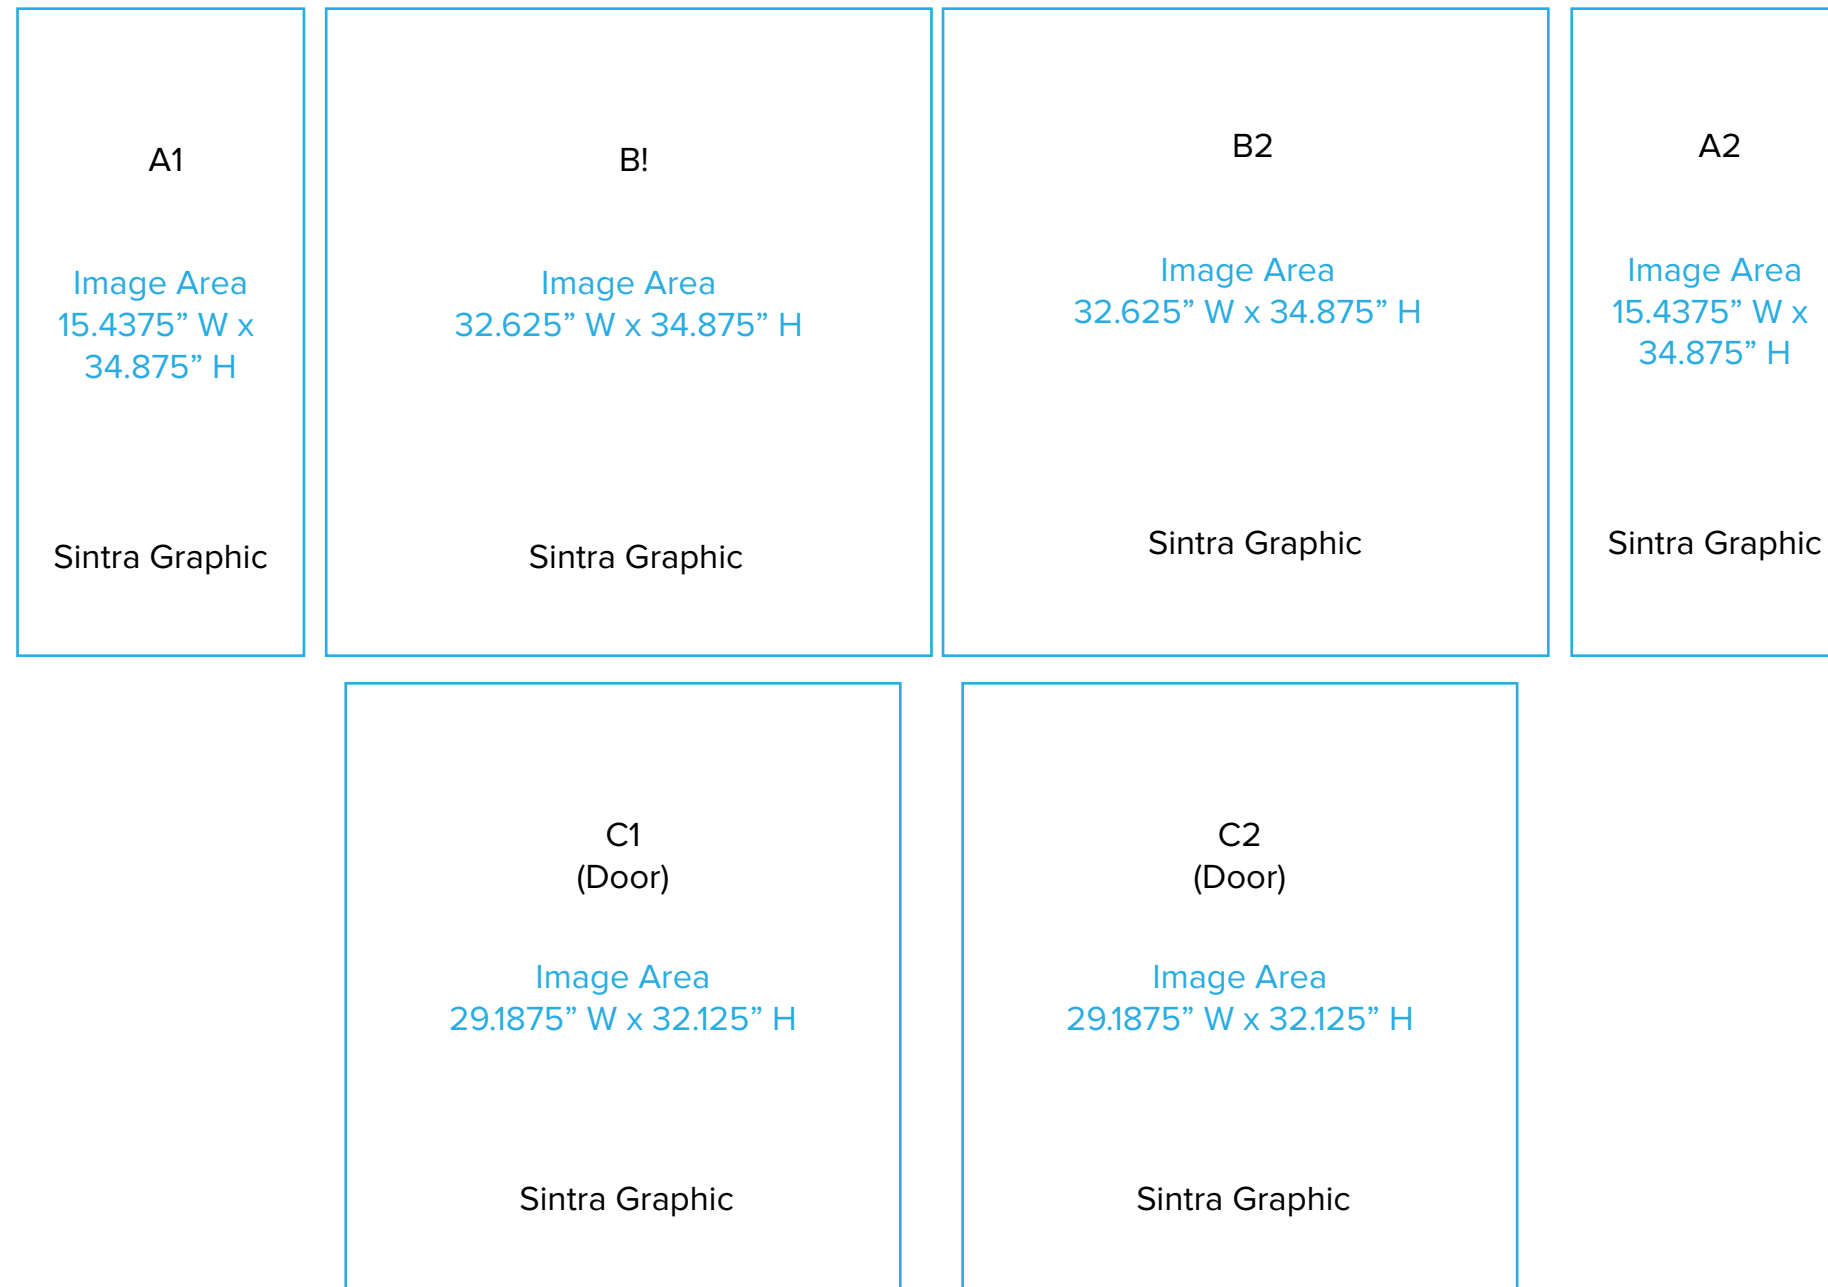 A1
Image Area
15.4375” W x
34.875” H
Sintra Graphic
B!
Image Area
32.625” W x 34.875” H
Sintra Graphic
B2
Image Area
32.625” W x 34.875” H
Sintra Graphic
A2
Image Area
15.4375” W x
34.875” H
Sintra Graphic
C1
(Door)
Image Area
29.1875” W x 32.125” H
Sintra Graphic
C2
(Door)
Image Area
29.1875” W x 32.125” H
Sintra Graphic